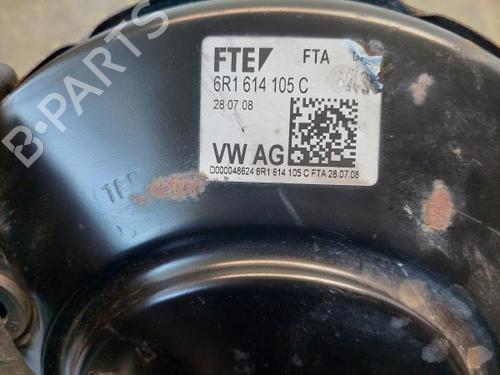 B-PARTS
FTE FTA
6R1 614 105 C
28.07.08
VW AG
D000048624 6R1 614 105 C FTA 28.07.08